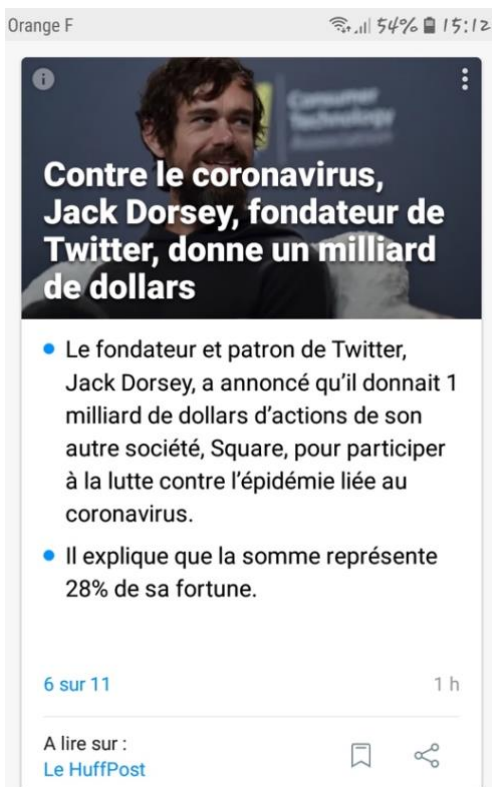 Orange F 54% 15:12
Consumer
Technology
Association
Contre le coronavirus,
Jack Dorsey, fondateur de
Twitter, donne un milliard
de dollars
Le fondateur et patron de Twitter,
Jack Dorsey, a annoncé qu’il donnait 1
milliard de dollars d’actions de son
autre société, Square, pour participer
à la lutte contre l’épidémie liée au
coronavirus.
Il explique que la somme représente
28% de sa fortune.
6 sur 11 1 h
A lire sur :
Le HuffPost